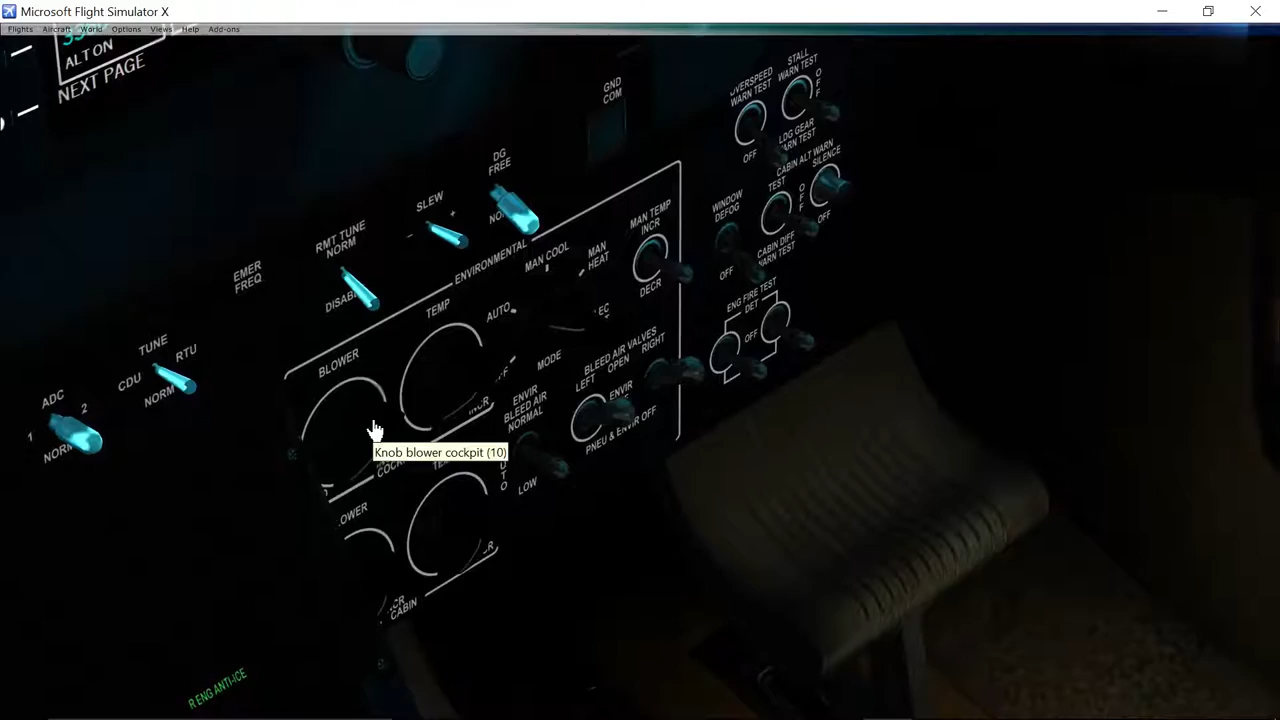 Microsoft Flight Simulator X
Flights Aircraft World Options Views Help Add-ons
ALT ON
NEXT PAGE
GND
COM
STALL
WARN TEST
OVERSPEED
WARN TEST
OFF
OFF
LDG GEAR
WARN TEST
CABIN ALT WARN
SILENCE
TEST
OFF
OFF
CABIN DIFF
WARN TEST
WINDOW
DEFOG
OFF
ENG FIRE TEST
DET
OFF
DG
FREE
SLEW
- +
RMT TUNE
NORM
EMER
FREQ
TUNE
CDU
RTU
NORM
ADC
1
2
ENVIRONMENTAL
MAN COOL
MAN
HEAT
AUTO
MODE
MAN TEMP
INCR
DECR
TEMP
INCR
BLOWER
BLEED AIR VALVES
LEFT OPEN RIGHT
ENVIR
OFF
PNEU & ENVIR OFF
ENVIR
BLEED AIR
NORMAL
LOW
Knob blower cockpit (10)
CABIN
R ENG ANTI-ICE